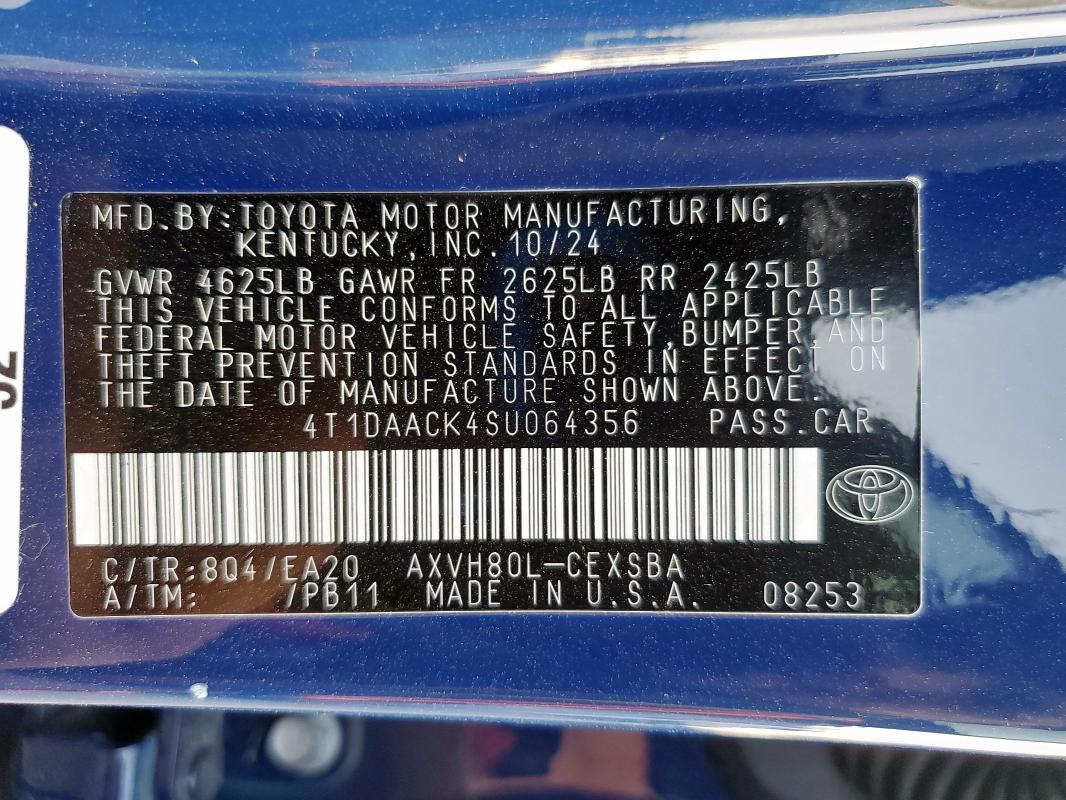 MFD.BY:TOYOTA MOTOR MANUFACTURING,
KENTUCKY,INC.10/24
GVWR 4625LB GAWR FR 2625LB RR 2425LB
THIS VEHICLE CONFORMS TO ALL APPLICABLE
FEDERAL MOTOR VEHICLE SAFETY,BUMPER,AND
THEFT PREVENTION STANDARDS IN EFFECT ON
THE DATE OF MANUFACTURE SHOWN ABOVE.
4T1DAACK4SU064356 PASS.CAR
C/TR:8Q4/EA20 AXVH80L-CEXSBA
A/TM: /PB11 MADE IN U.S.A. 08253